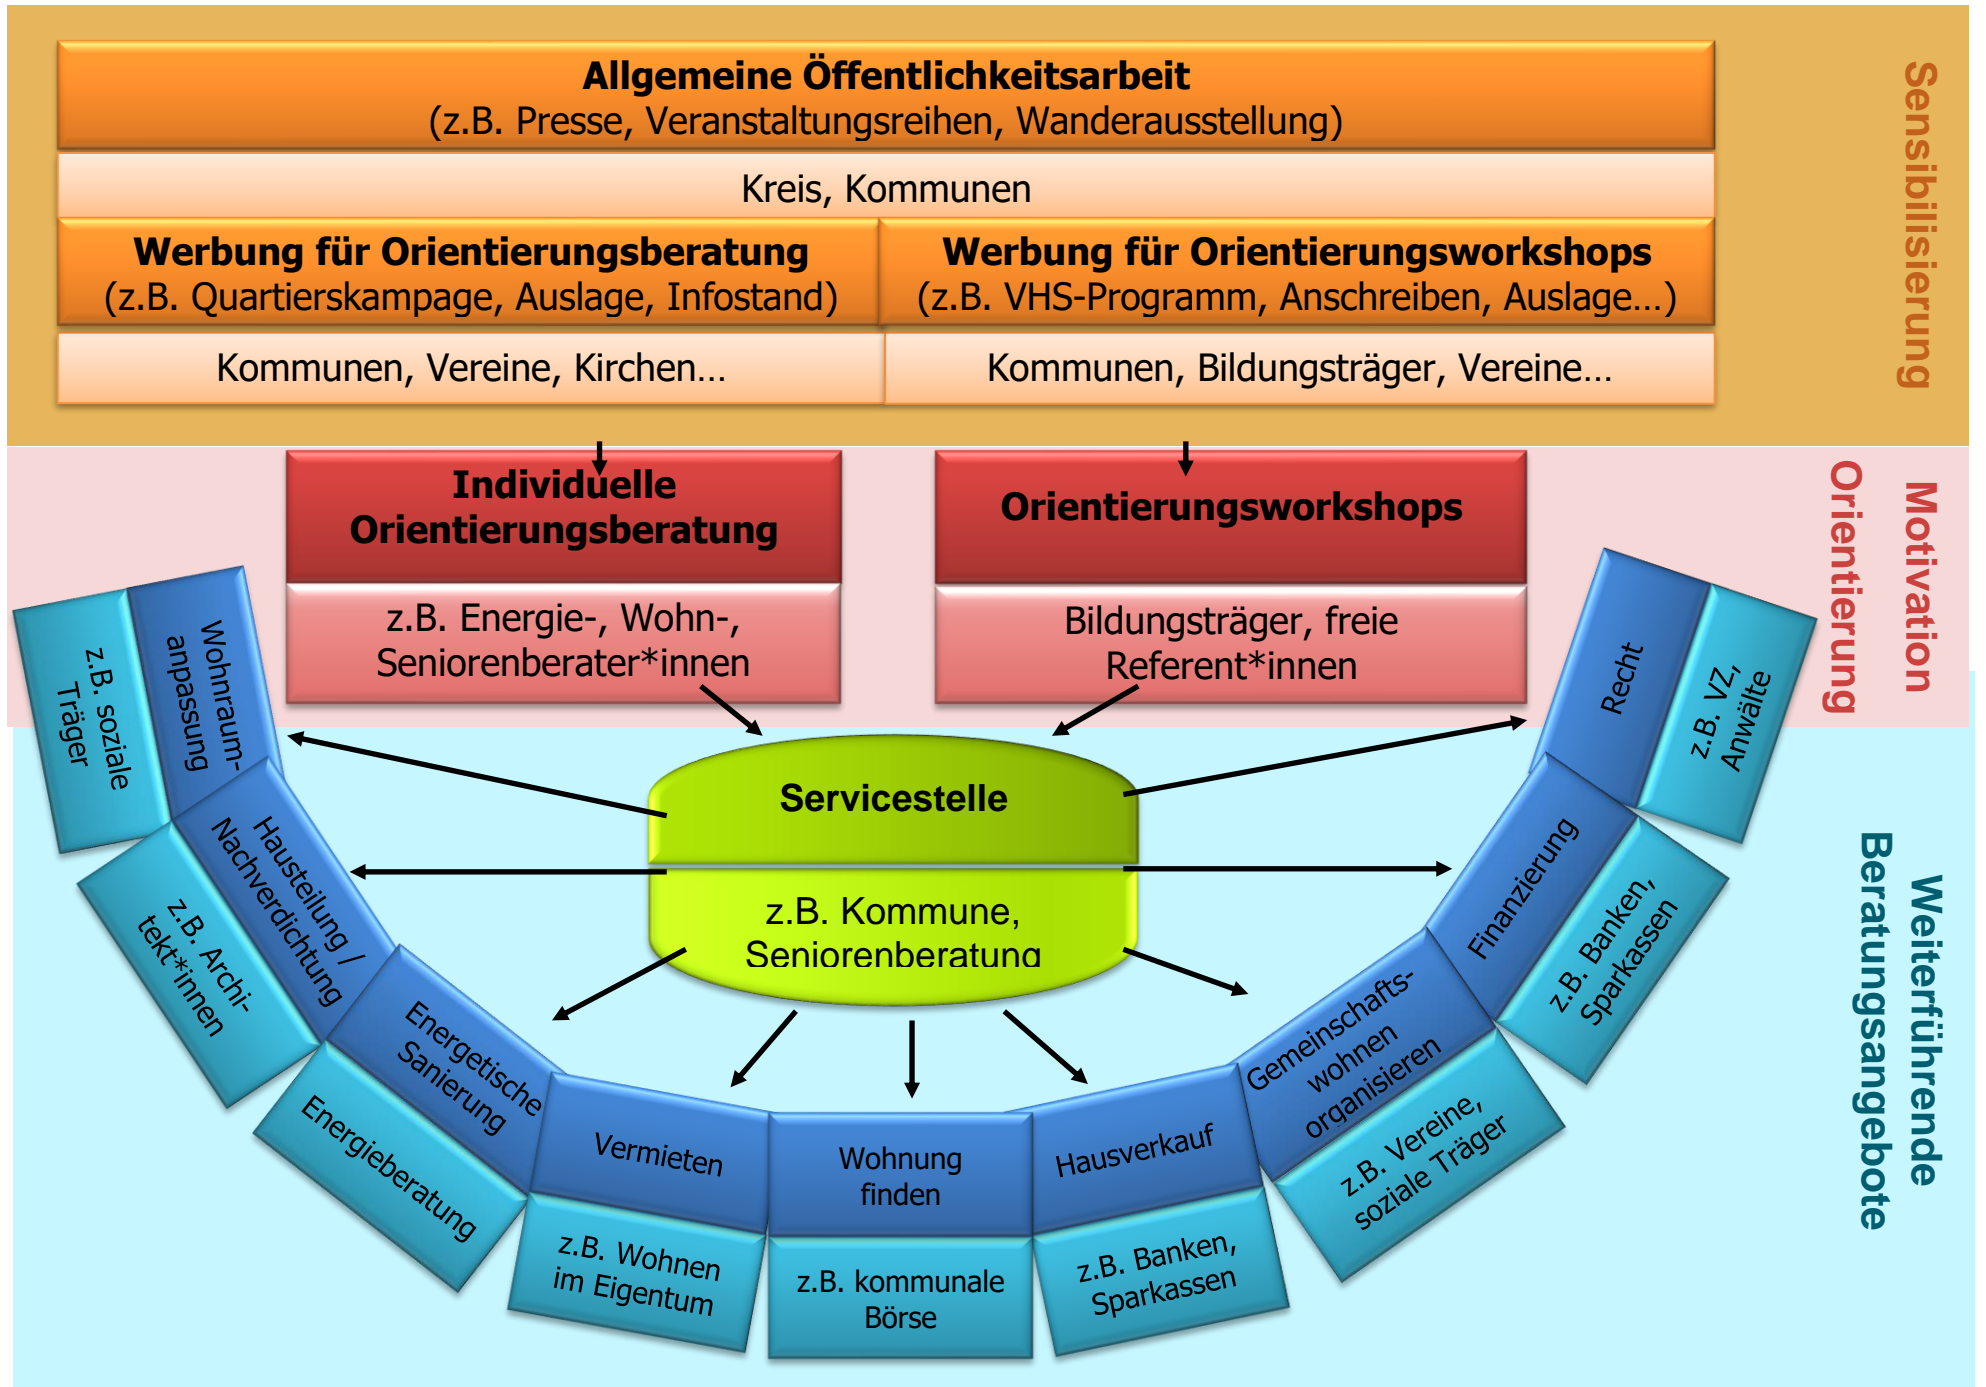 Allgemeine Öffentlichkeitsarbeit
(z.B. Presse, Veranstaltungsreihen, Wanderausstellung)
Kreis, Kommunen
Werbung für Orientierungsberatung
(z.B. Quartierskampage, Auslage, Infostand)
Werbung für Orientierungsworkshops
(z.B. VHS-Programm, Anschreiben, Auslage…)
Kommunen, Vereine, Kirchen…
Kommunen, Bildungsträger, Vereine…
Sensibilisierung
Individuelle
Orientierungsberatung
z.B. Energie-, Wohn-,
Seniorenberater*innen
Orientierungsworkshops
Bildungsträger, freie
Referent*innen
Motivation
Orientierung
Servicestelle
z.B. Kommune,
Seniorenberatung
Wohnraum-
anpassung
z.B. soziale
Träger
Hausteilung /
Nachverdichtung
z.B. Archi-
tekt*innen
Energetische
Sanierung
Energieberatung
Vermieten
z.B. Wohnen
im Eigentum
Wohnung
finden
z.B. kommunale
Börse
Hausverkauf
z.B. Banken,
Sparkassen
Gemeinschafts-
wohnen
organisieren
z.B. Vereine,
soziale Träger
Finanzierung
z.B. Banken,
Sparkassen
Recht
z.B. VZ,
Anwälte
Weiterführende
Beratungsangebote